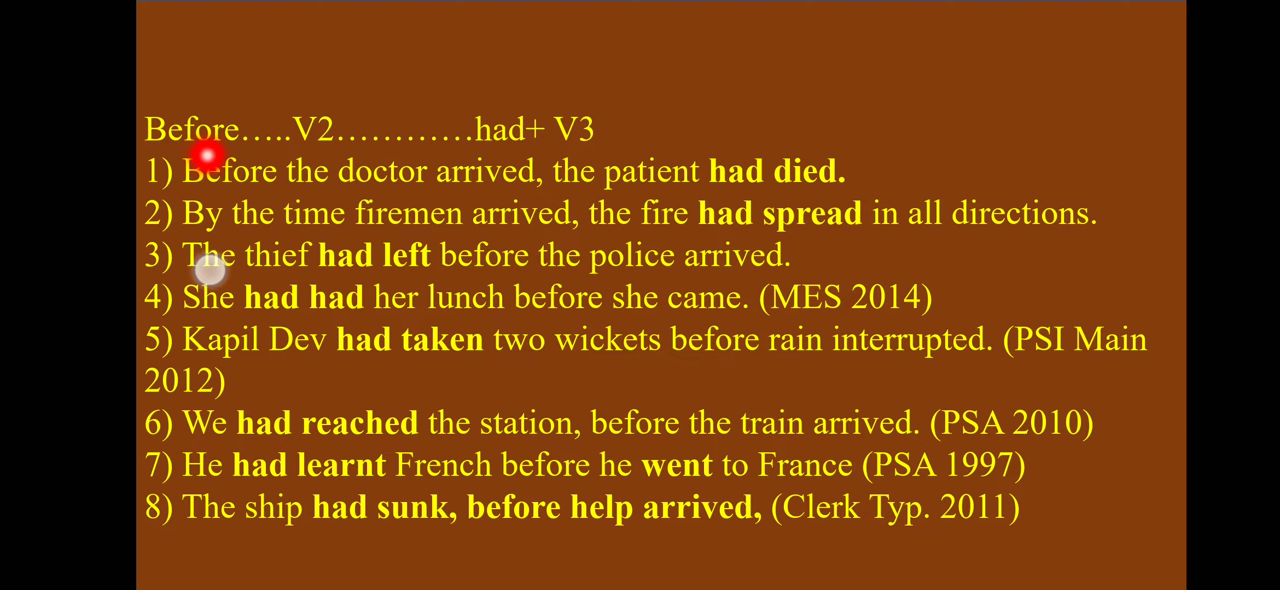 Before…..V2…………had+ V3
1) Before the doctor arrived, the patient had died.
2) By the time firemen arrived, the fire had spread in all directions.
3) The thief had left before the police arrived.
4) She had had her lunch before she came. (MES 2014)
5) Kapil Dev had taken two wickets before rain interrupted. (PSI Main
2012)
6) We had reached the station, before the train arrived. (PSA 2010)
7) He had learnt French before he went to France (PSA 1997)
8) The ship had sunk, before help arrived, (Clerk Typ. 2011)